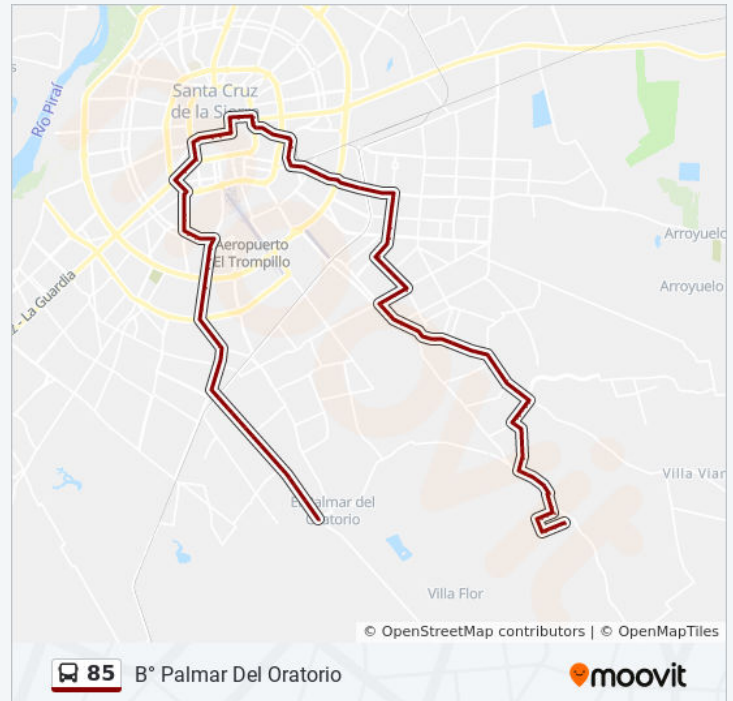 Santa Cruz
de la Sierra
Río Piraí
s
Aeropuerto
El Trompillo
z - La Guardia
Arroyuelo
Arroyuelo
El Palmar del
Oratorio
Villa Viar
Villa Flor
© OpenStreetMap contributors | © OpenMapTiles
85 B° Palmar Del Oratorio
moovit